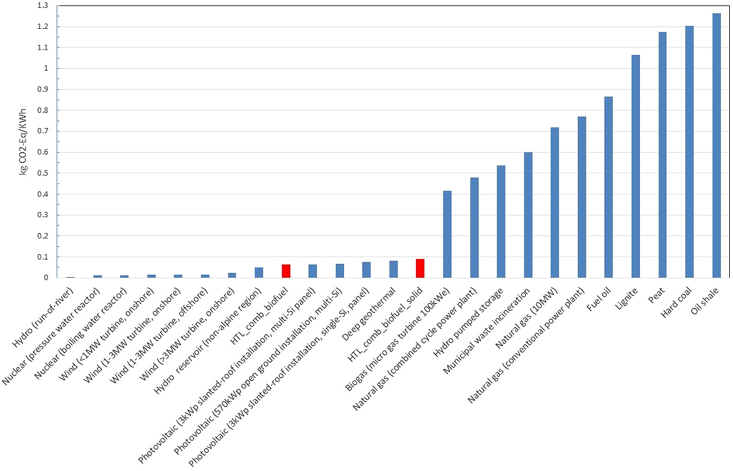 1.3
1.2
1.1
1
0.9
0.8
0.7
0.6
0.5
0.4
0.3
0.2
0.1
0
kg CO2-Eq/KWh
Hydro (run-of-river)
Nuclear (pressure water reactor)
Nuclear (boiling water reactor)
Wind (<1MW turbine, onshore)
Wind (1-3MW turbine, onshore)
Wind (1-3MW turbine, offshore)
Wind (>3MW turbine, onshore)
Hydro reservoir (non-alpine region)
HTL_comb_biofuel
Photovoltaic (3kWp slanted-roof installation, multi-Si panel)
Photovoltaic (570kWp open ground installation, multi-Si)
Photovoltaic (3kWp slanted-roof installation, single-Si, panel)
Deep geothermal
HTL_comb_biofuel_solid
Biogas (micro gas turbine 100kWe)
Natural gas (combined cycle power plant)
Hydro pumped storage
Municipal waste incineration
Natural gas (10MW)
Natural gas (conventional power plant)
Fuel oil
Lignite
Peat
Hard coal
Oil shale